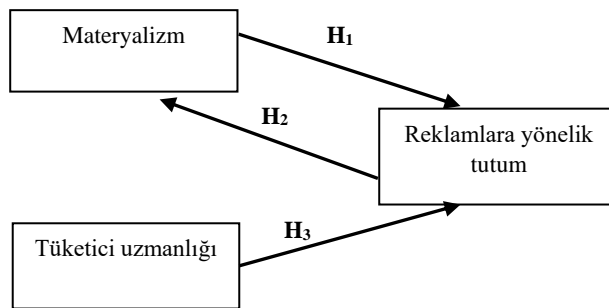 Materyalizm
H1
H2
Reklamlara yönelik
tutum
Tüketici uzmanlığı
H3